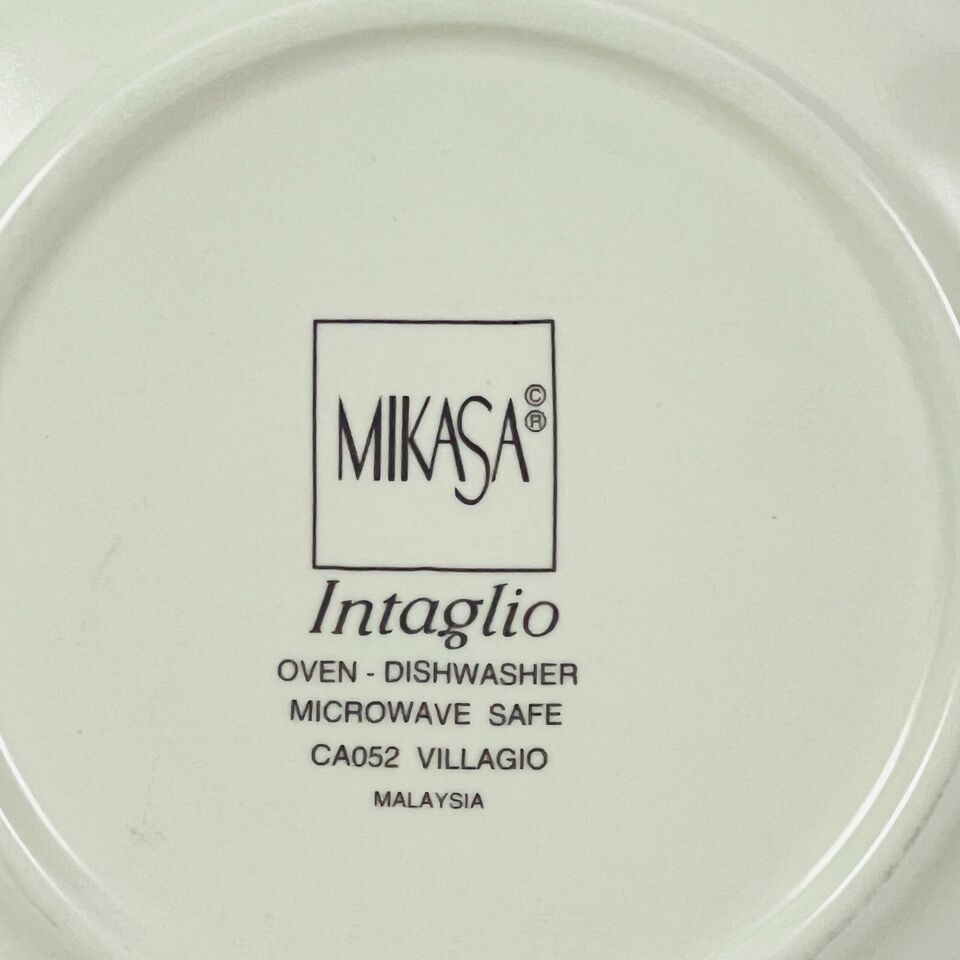 MIKASA ©®
Intaglio
OVEN - DISHWASHER
MICROWAVE SAFE
CA052 VILLAGIO
MALAYSIA